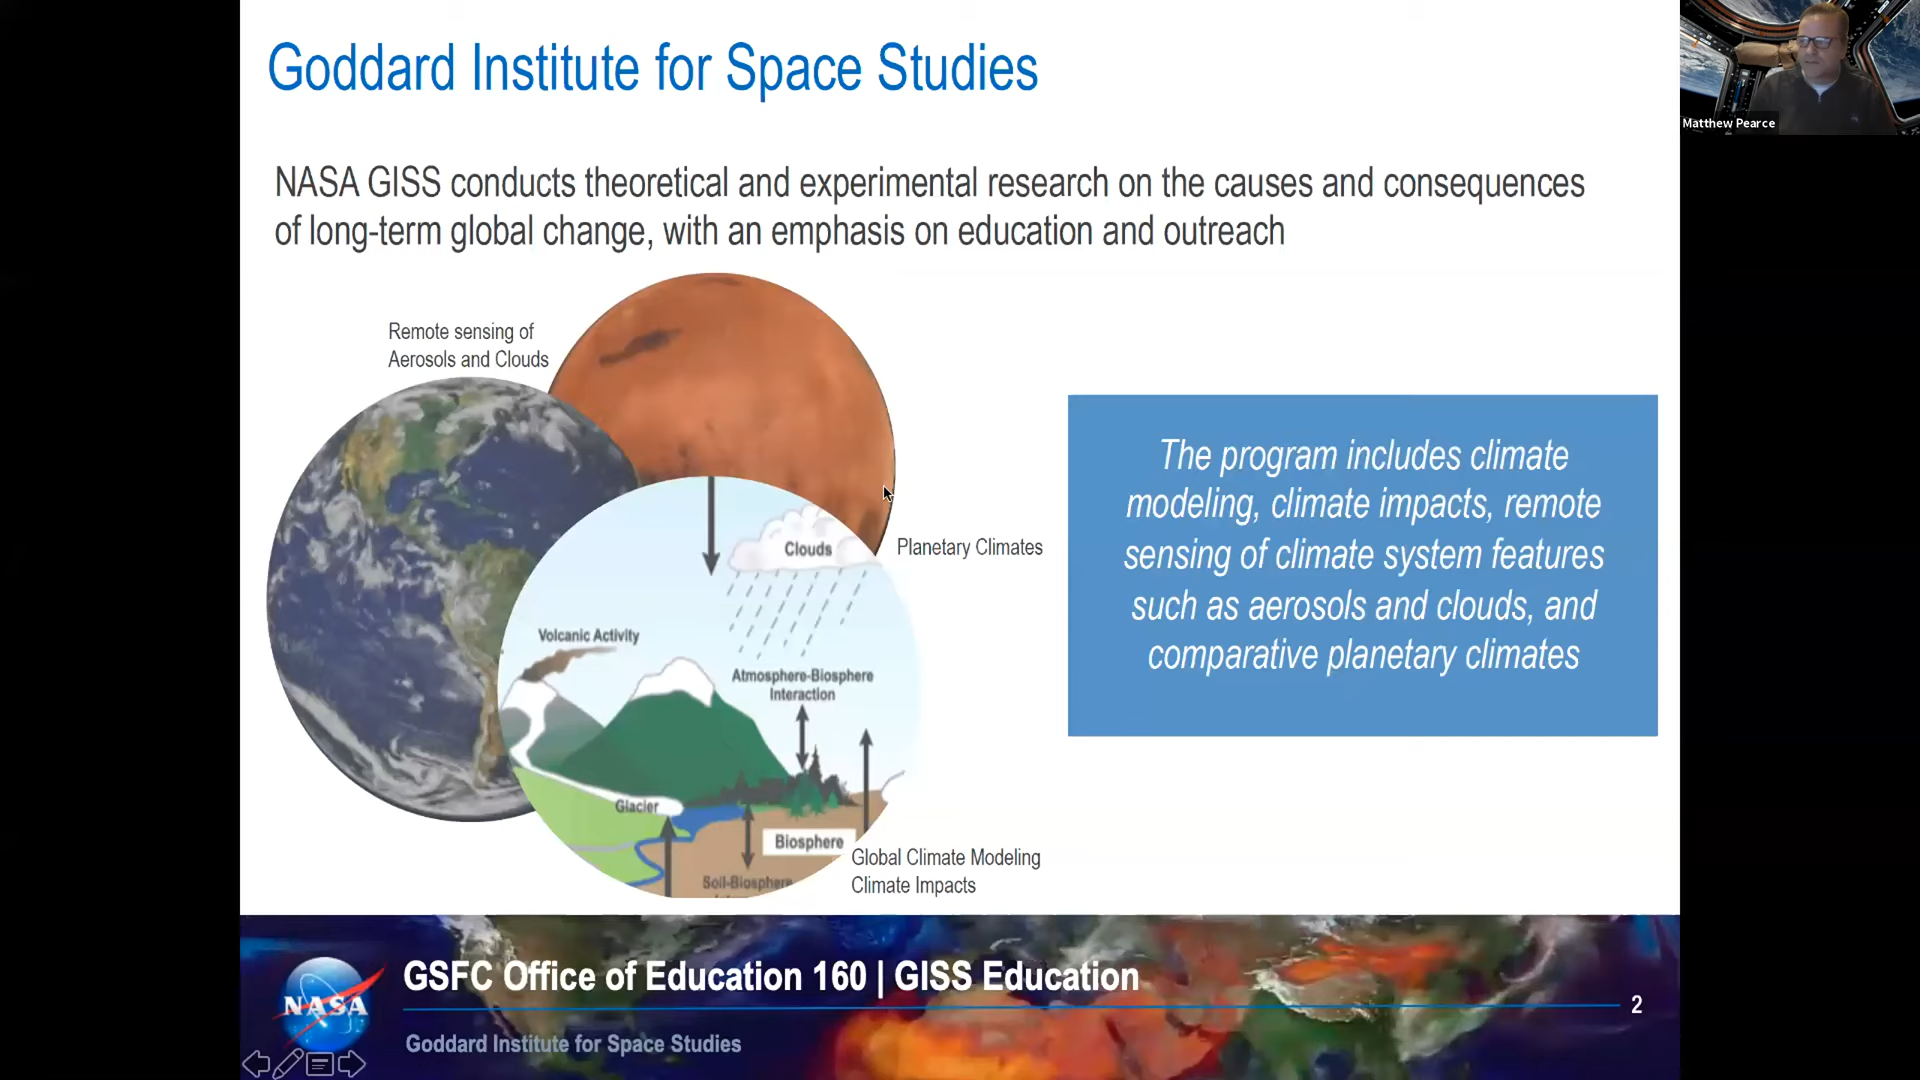 Goddard Institute for Space Studies
Matthew Pearce
NASA GISS conducts theoretical and experimental research on the causes and consequences
of long-term global change, with an emphasis on education and outreach
Remote sensing of
Aerosols and Clouds
Clouds
Planetary Climates
Volcanic Activity
Atmosphere-Biosphere
Interaction
Glacier
Biosphere
Soil-Biosphere
Global Climate Modeling
Climate Impacts
The program includes climate
modeling, climate impacts, remote
sensing of climate system features
such as aerosols and clouds, and
comparative planetary climates
NASA
GSFC Office of Education 160 | GISS Education
2
Goddard Institute for Space Studies